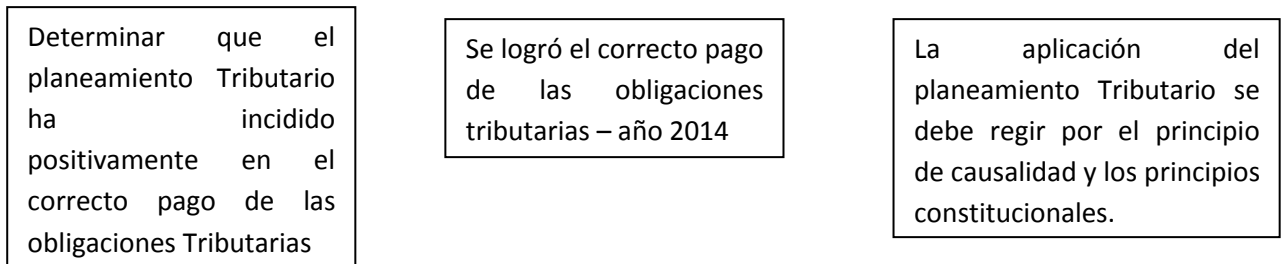 Determinar que el
planeamiento Tributario
ha incidido
positivamente en el
correcto pago de las
obligaciones Tributarias
Se logró el correcto pago
de las obligaciones
tributarias – año 2014
La aplicación del
planeamiento Tributario se
debe regir por el principio
de causalidad y los principios
constitucionales.